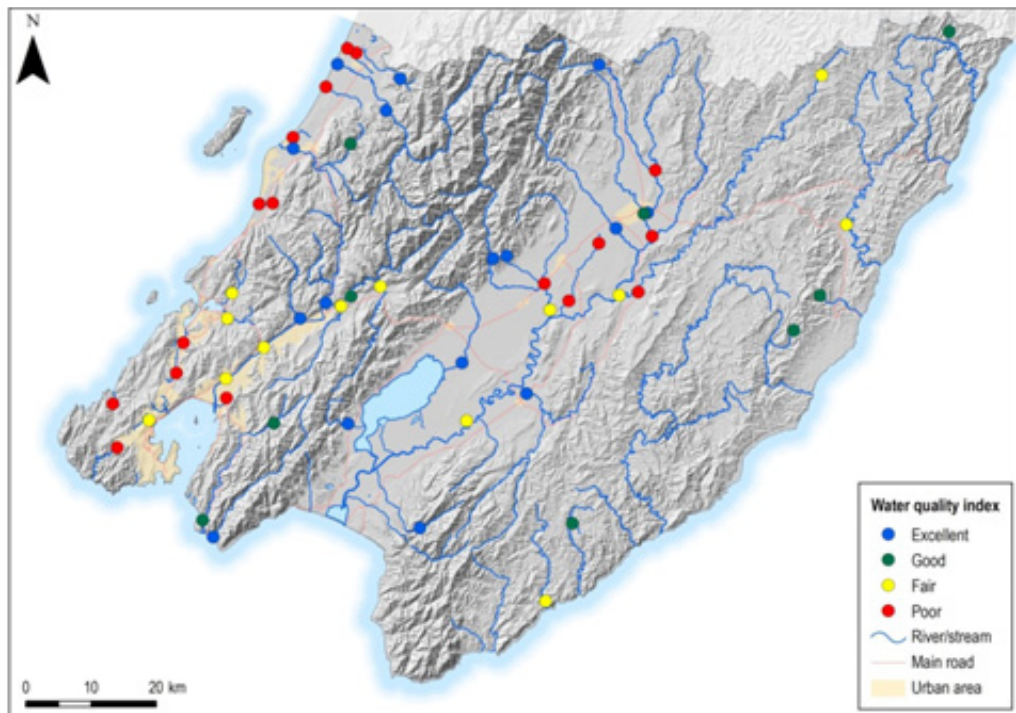 N
Water quality index
Excellent
Good
Fair
Poor
River/stream
Main road
Urban area
0 10 20 km